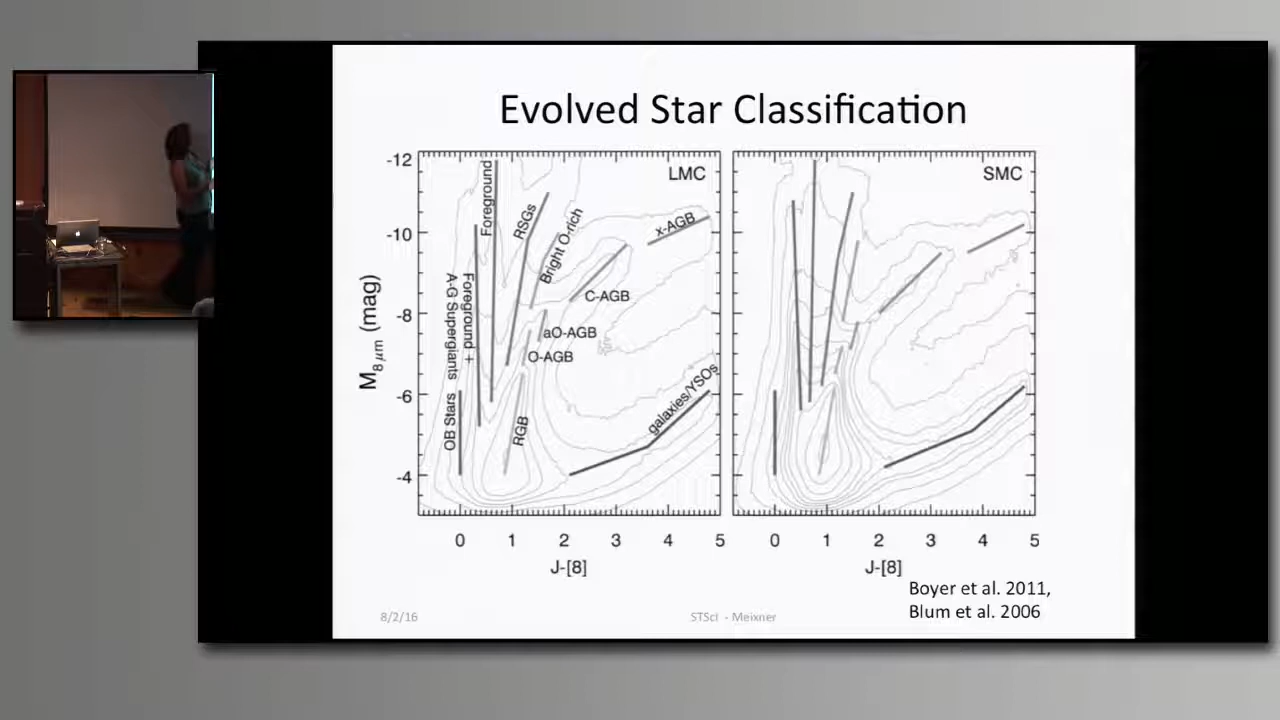 Evolved Star Classification
LMC
SMC
-12
-10
-8
-6
-4
M8 μm (mag)
Foreground
RSGs
Bright O-rich
x-AGB
C-AGB
aO-AGB
O-AGB
Foreground +
A-G Supergiants
OB Stars
RGB
galaxies/YSOs
0 1 2 3 4 5
0 1 2 3 4 5
J-[8]
J-[8]
Boyer et al. 2011,
Blum et al. 2006
8/2/16
STScI - Meixner